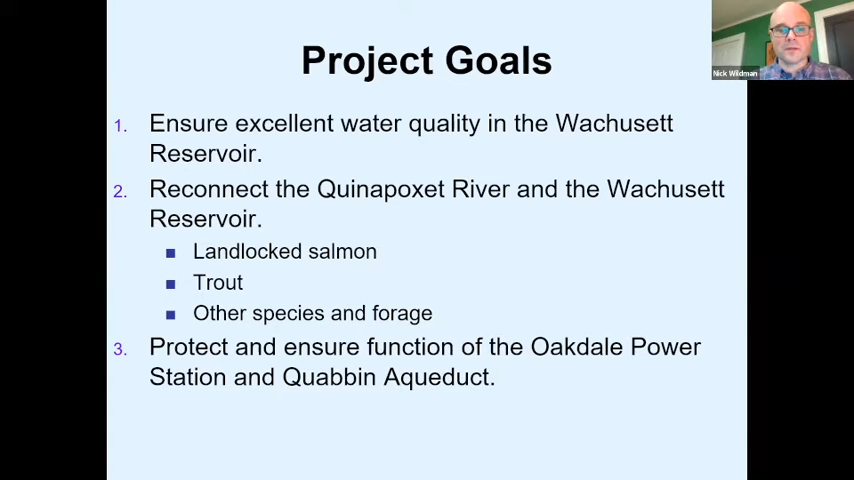 Project Goals
Nick Wildman
1. Ensure excellent water quality in the Wachusett
Reservoir.
2. Reconnect the Quinapoxet River and the Wachusett
Reservoir.
Landlocked salmon
Trout
Other species and forage
3. Protect and ensure function of the Oakdale Power
Station and Quabbin Aqueduct.